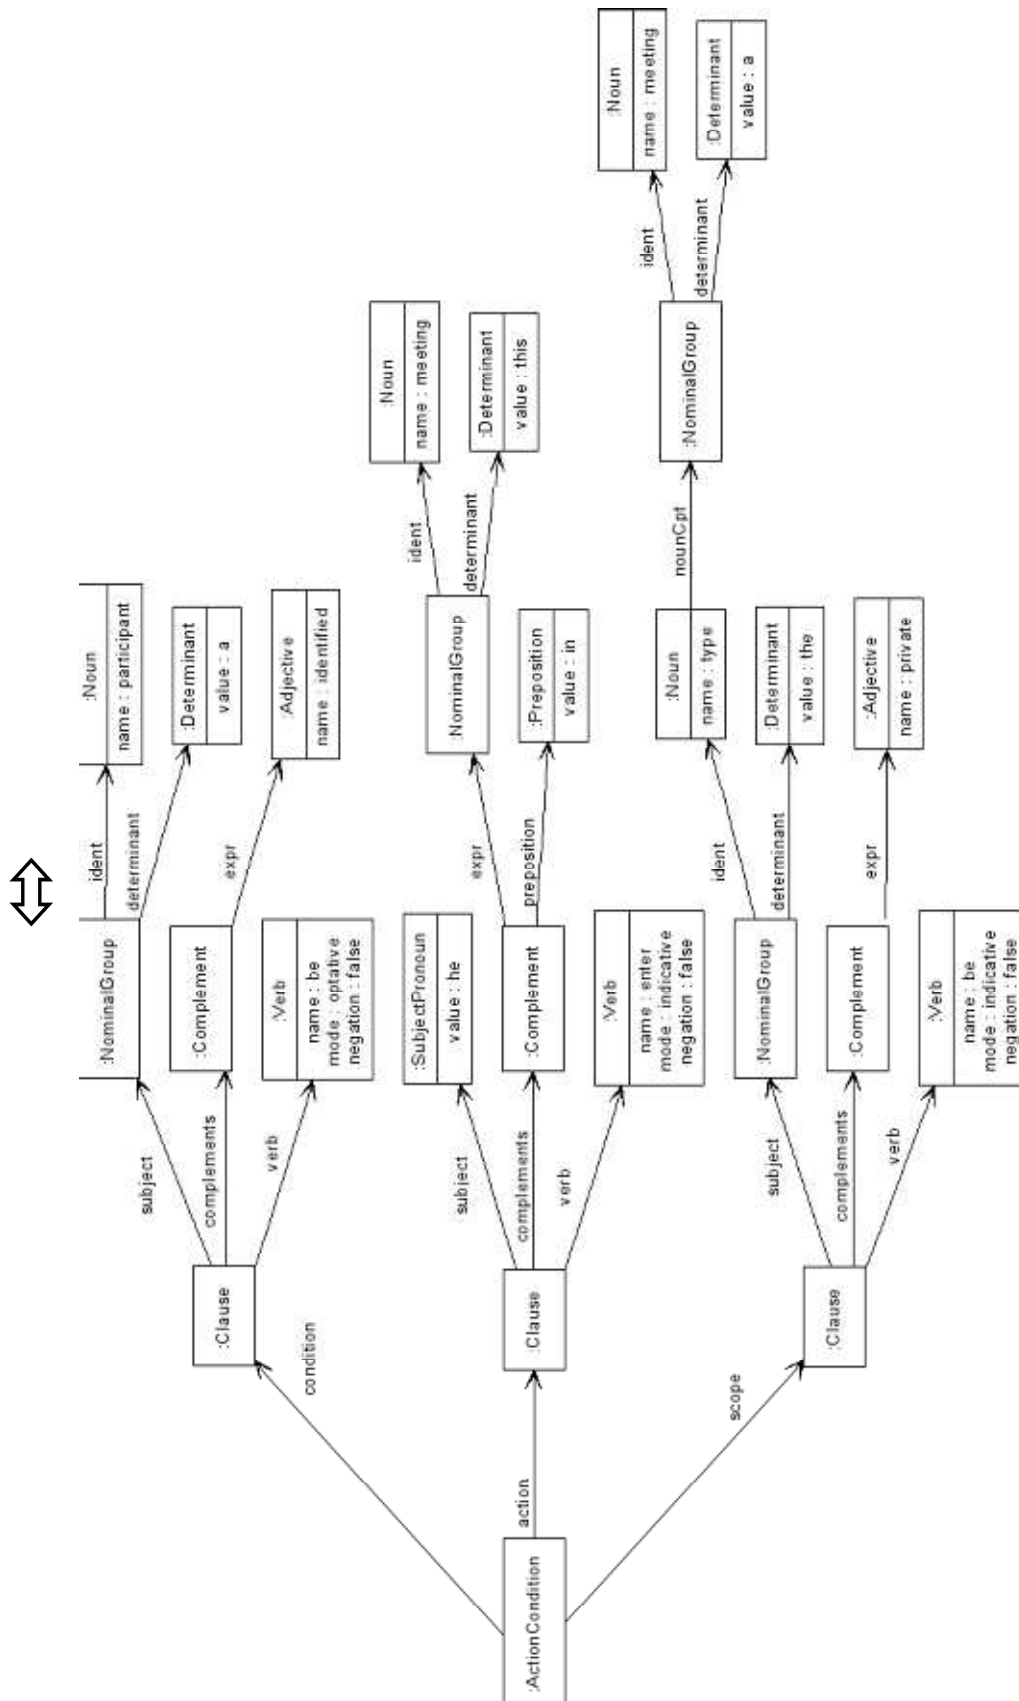 :ActionCondition
condition
action
scope
:Clause
subject
complements
verb
:NominalGroup
ident
determinant
:Noun
name : participant
:Determinant
value : a
:Complement
expr
:Adjective
name : identified
:Verb
name : be
mode : optative
negation : false
:Clause
subject
complements
verb
:SubjectPronoun
value : he
:Complement
expr
preposition
:NominalGroup
ident
determinant
:Noun
name : meeting
:Determinant
value : this
:Preposition
value : in
:Verb
name : enter
mode : indicative
negation : false
:Clause
subject
complements
verb
:NominalGroup
ident
determinant
:Noun
name : type
nounCpt
:NominalGroup
ident
determinant
:Noun
name : meeting
:Determinant
value : a
:Determinant
value : the
:Complement
expr
:Adjective
name : private
:Verb
name : be
mode : indicative
negation : false